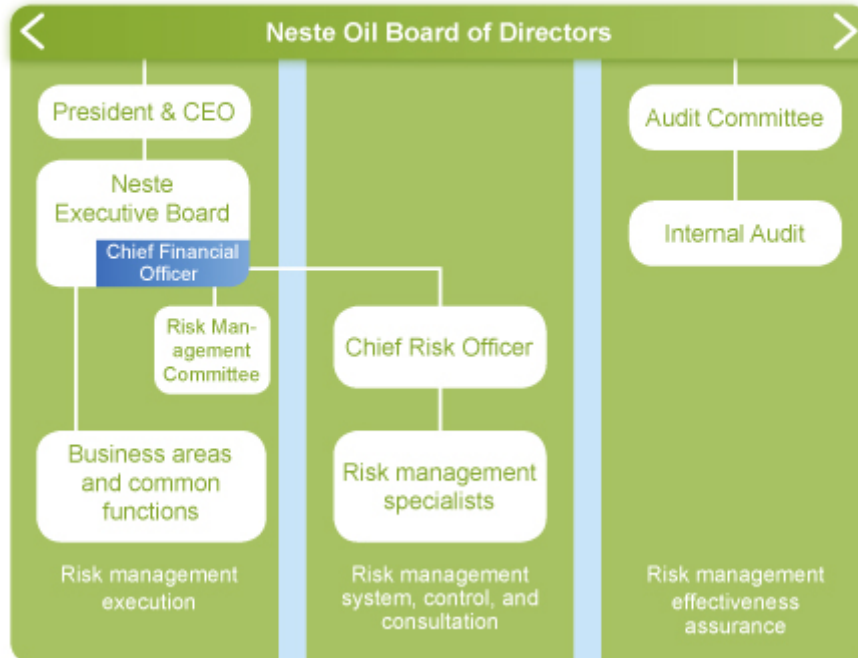 Neste Oil Board of Directors
President & CEO
Neste
Executive Board
Chief Financial
Officer
Risk Man-
agement
Committee
Business areas
and common
functions
Risk management
execution
Chief Risk Officer
Risk management
specialists
Risk management
system, control, and
consultation
Audit Committee
Internal Audit
Risk management
effectiveness
assurance